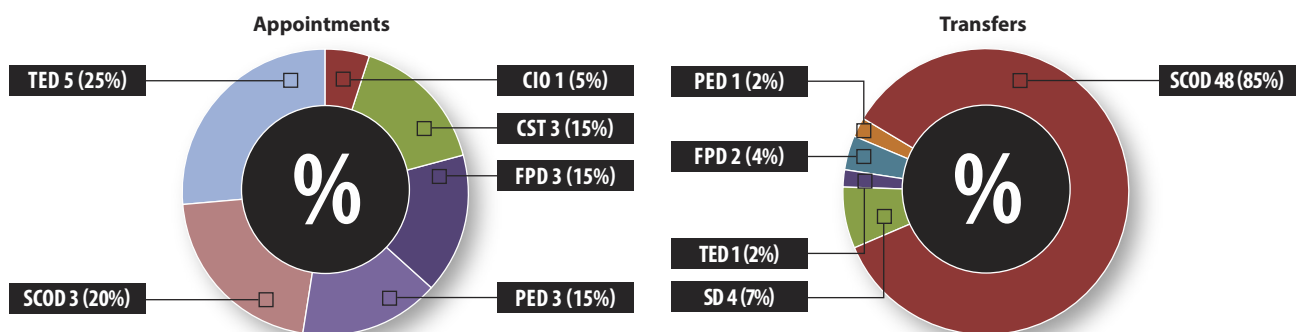 Appointments
TED 5 (25%)
CIO 1 (5%)
CST 3 (15%)
FPD 3 (15%)
%
SCOD 3 (20%)
PED 3 (15%)
Transfers
PED 1 (2%)
SCOD 48 (85%)
FPD 2 (4%)
%
TED 1 (2%)
SD 4 (7%)